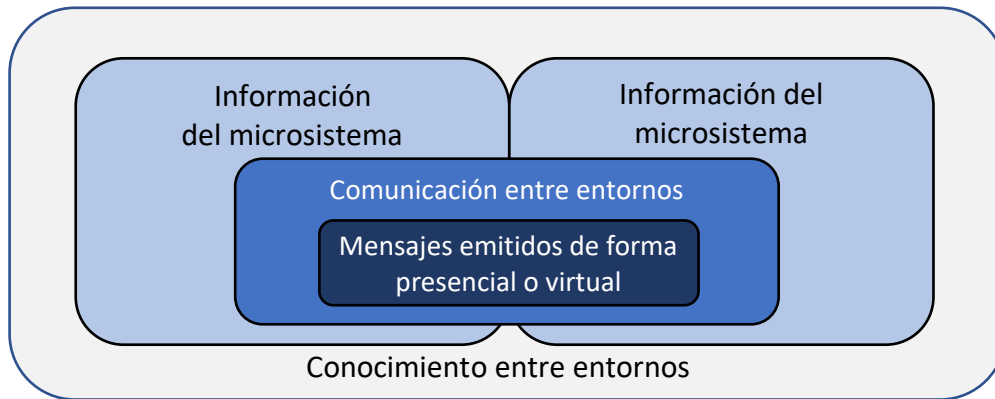 Información
del microsistema
Información del
microsistema
Comunicación entre entornos
Mensajes emitidos de forma
presencial o virtual
Conocimiento entre entornos